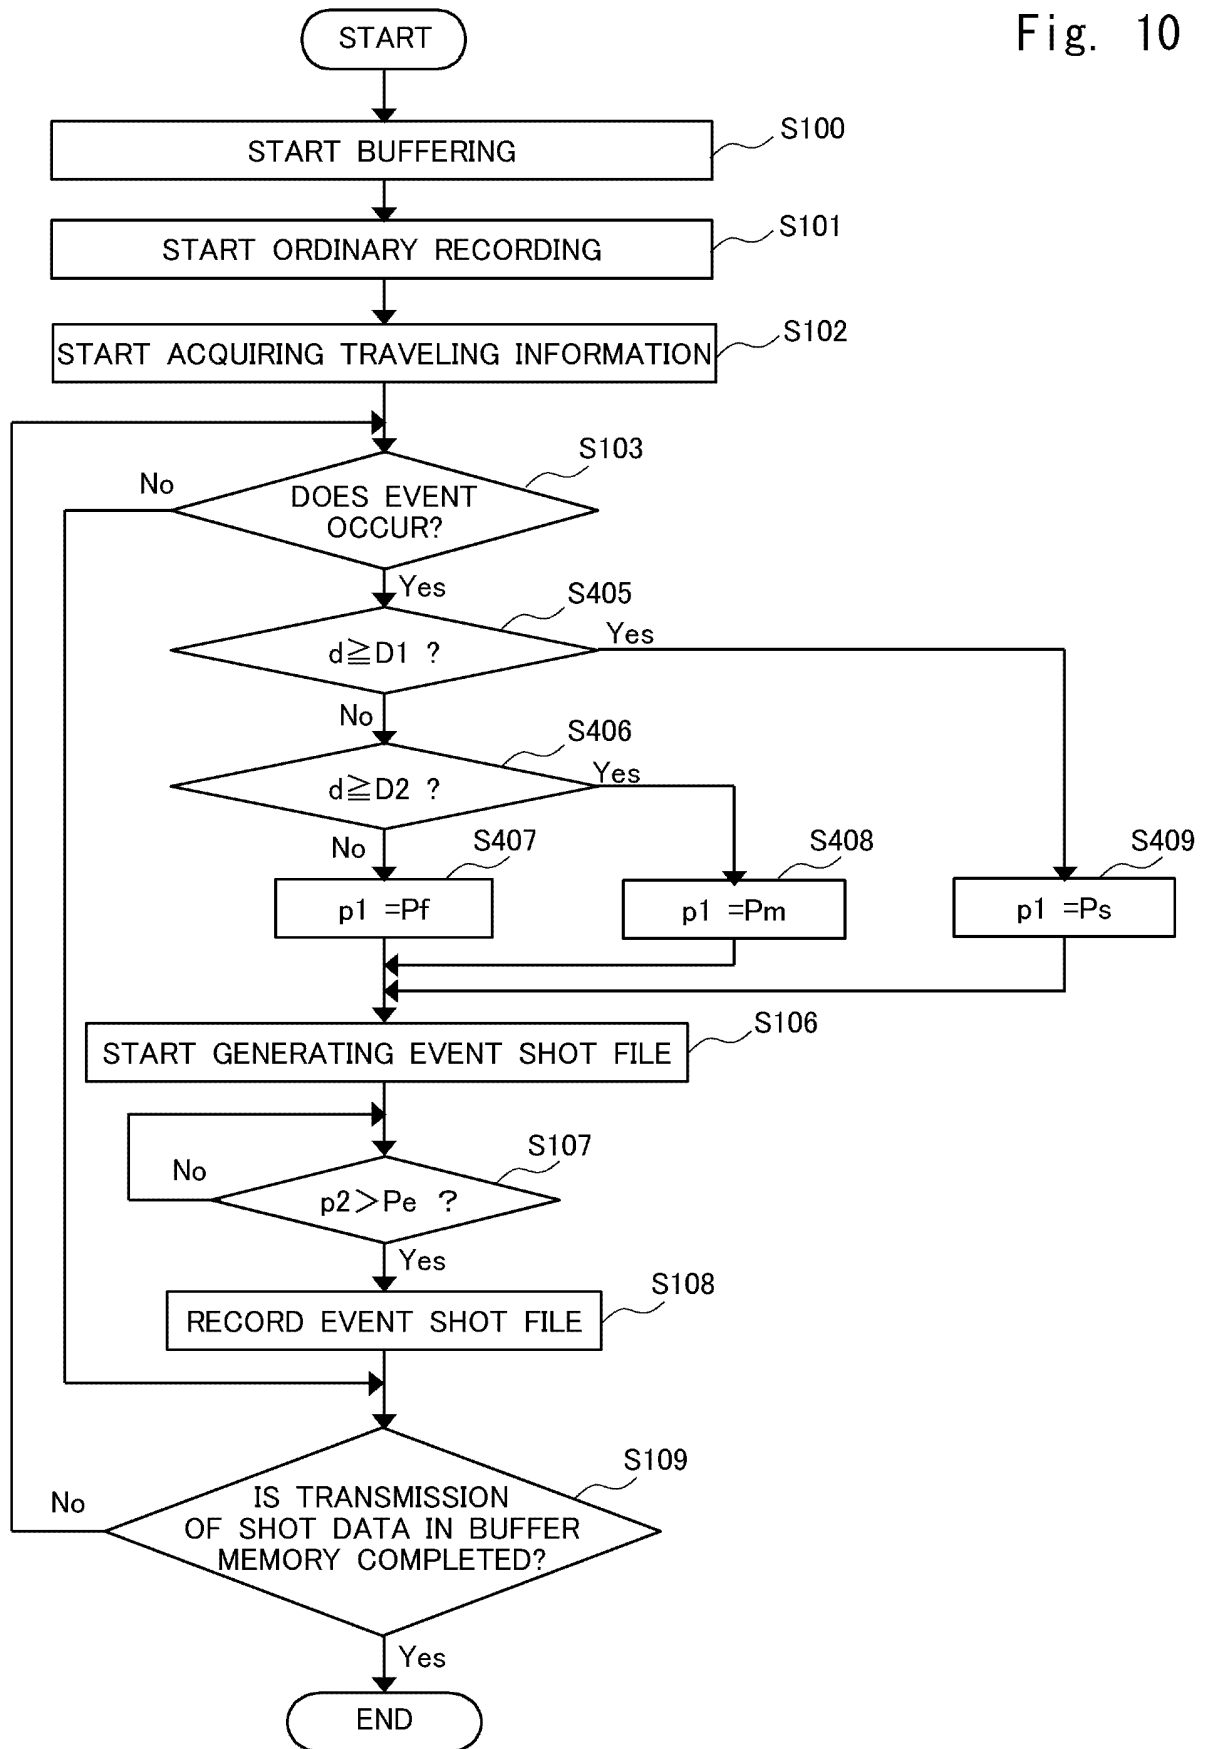 Fig. 10
START
S100
START BUFFERING
S101
START ORDINARY RECORDING
S102
START ACQUIRING TRAVELING INFORMATION
S103
No
DOES EVENT
OCCUR?
Yes
S405
Yes
d≧D1 ?
No
S406
Yes
d≧D2 ?
No
S407
S408
S409
p1 =Pf
p1 =Pm
p1 =Ps
S106
START GENERATING EVENT SHOT FILE
S107
No
p2＞Pe ?
Yes
S108
RECORD EVENT SHOT FILE
S109
No
IS TRANSMISSION
OF SHOT DATA IN BUFFER
MEMORY COMPLETED?
Yes
END